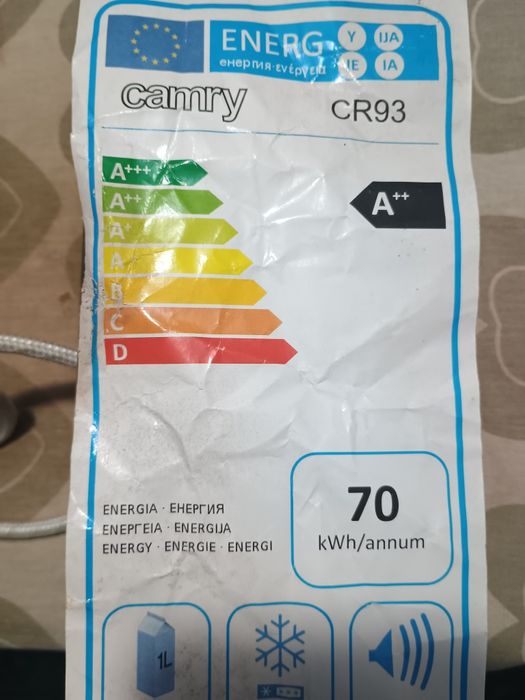 ENERG
Y
IJA
енергия · ενέργεια
IE
IA
camry
CR93
A+++
A++
A+
A
B
C
D
A++
ENERGIA · ЕНЕРГИЯ
ΕΝΕΡΓΕΙΑ · ENERGIJA
ENERGY · ENERGIE · ENERGI
70
kWh/annum
1L